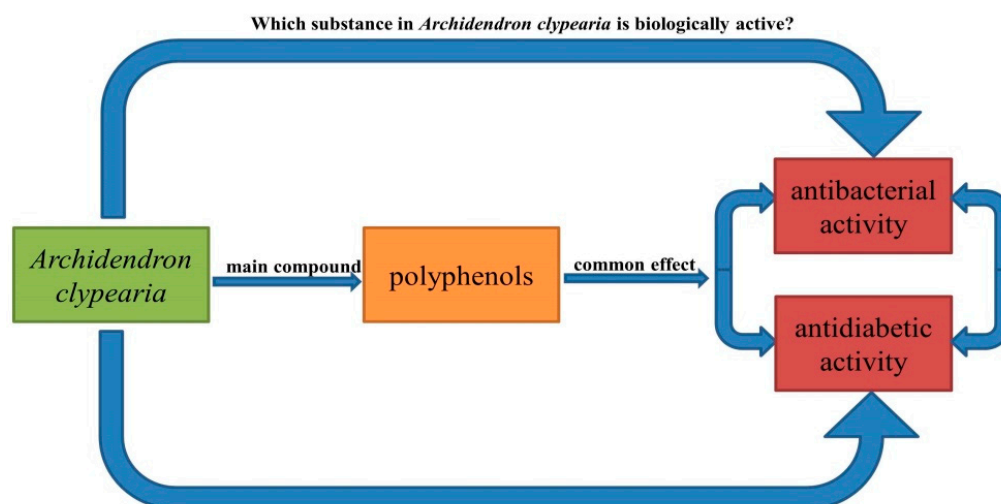 Which substance in Archidendron clypearia is biologically active?
antibacterial
activity
Archidendron
clypearia
main compound
polyphenols
common effect
antidiabetic
activity